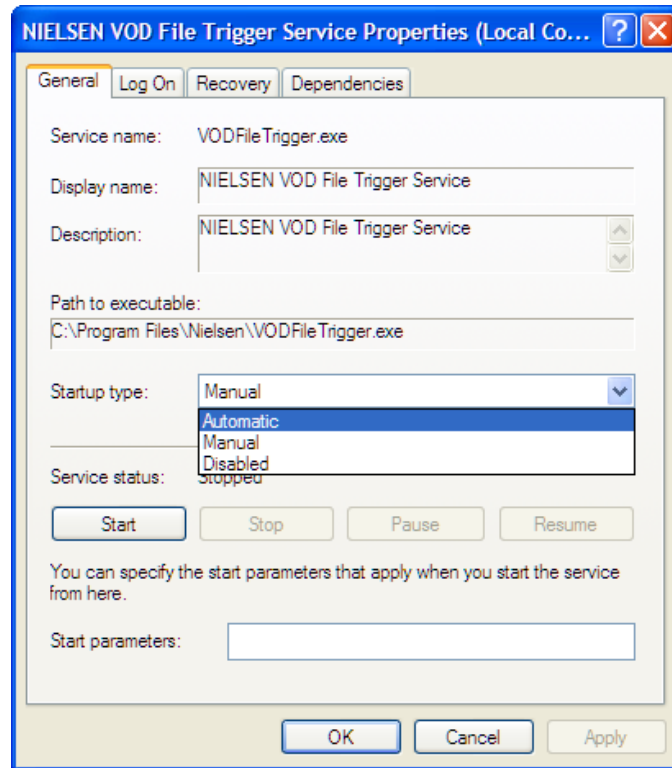 NIELSEN VOD File Trigger Service Properties (Local Co...
General Log On Recovery Dependencies
Service name: VODFileTrigger.exe
Display name: NIELSEN VOD File Trigger Service
Description: NIELSEN VOD File Trigger Service
Path to executable:
C:\Program Files\Nielsen\VODFileTrigger.exe
Startup type: Manual
Automatic
Manual
Disabled
Service status: Stopped
Start Stop Pause Resume
You can specify the start parameters that apply when you start the service
from here.
Start parameters:
OK Cancel Apply